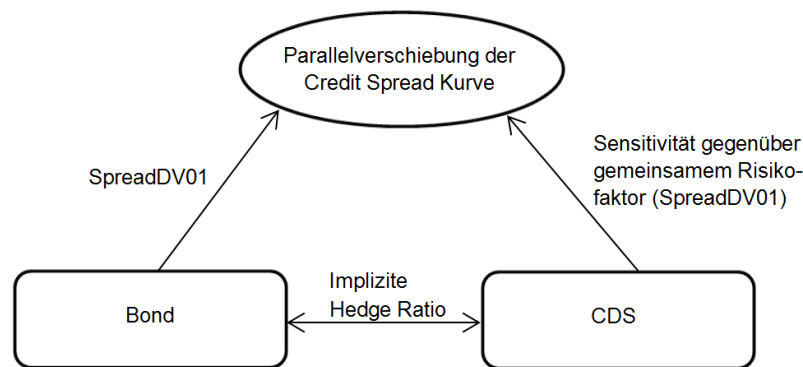 Parallelverschiebung der
Credit Spread Kurve
SpreadDV01
Sensitivität gegenüber
gemeinsamem Risiko-
faktor (SpreadDV01)
Implizite
Hedge Ratio
Bond
CDS